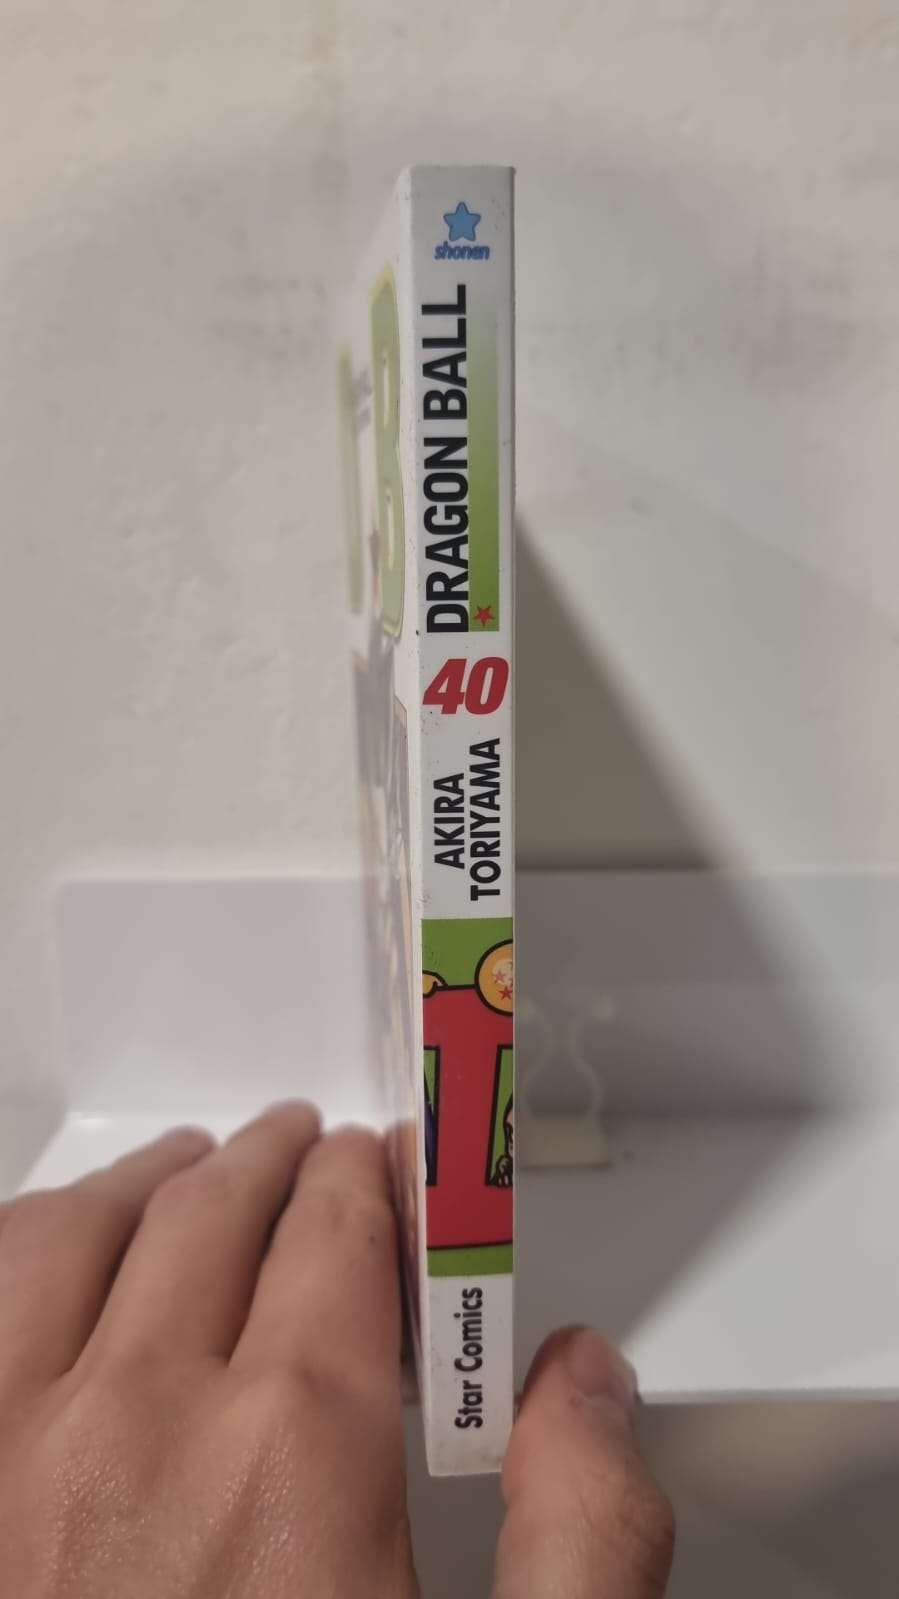 shonen
DRAGON BALL
40
AKIRA
TORIYAMA
Star Comics